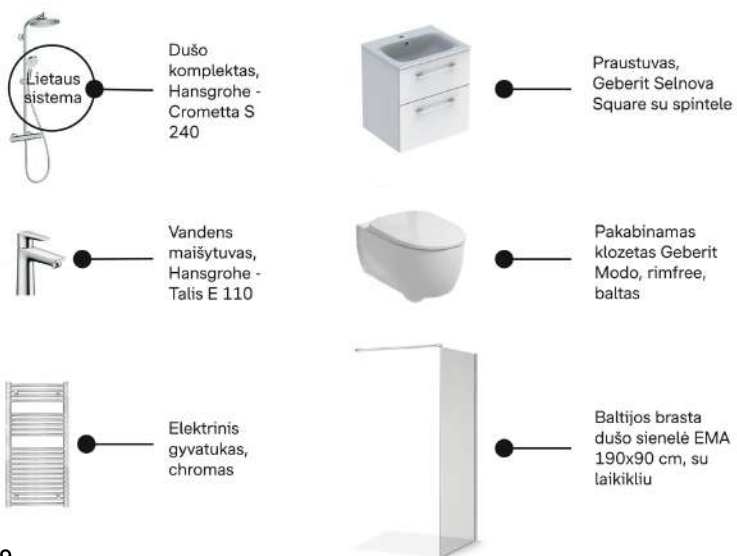 Lietaus
sistema
Dušo
komplektas,
Hansgrohe -
Crometta S
240
Praustuvas,
Geberit Selnova
Square su spintele
Vandens
maišytuvas,
Hansgrohe -
Talis E 110
Pakabinamas
klozetas Geberit
Modo, rimfree,
baltas
Elektrinis
gyvatukas,
chromas
Baltijos brasta
dušo sienelė EMA
190x90 cm, su
laikikliu